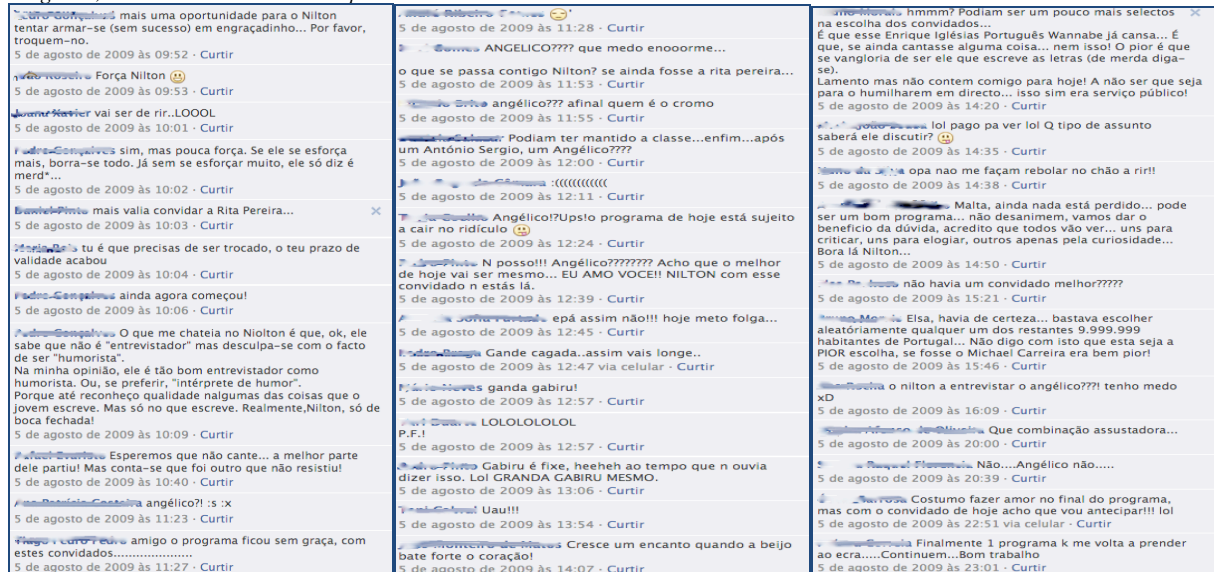 mais uma oportunidade para o Nilton
tentar armar-se (sem sucesso) em engraçadinho... Por favor,
troquem-no.
5 de agosto de 2009 às 09:52 · Curtir
Força Nilton
5 de agosto de 2009 às 09:53 · Curtir
vai ser de rir..LOOOL
5 de agosto de 2009 às 10:01 · Curtir
sim, mas pouca força. Se ele se esforça
mais, borra-se todo. Já sem se esforçar muito, ele só diz é
merd*...
5 de agosto de 2009 às 10:02 · Curtir
mais valia convidar a Rita Pereira...
5 de agosto de 2009 às 10:03 · Curtir
tu é que precisas de ser trocado, o teu prazo de
validade acabou
5 de agosto de 2009 às 10:04 · Curtir
ainda agora começou!
5 de agosto de 2009 às 10:06 · Curtir
O que me chateia no Niolton é que, ok, ele
sabe que não é "entrevistador" mas desculpa-se com o facto
de ser "humorista".
Na minha opinião, ele é tão bom entrevistador como
humorista. Ou, se preferir, "intérprete de humor".
Porque até reconheço qualidade nalgumas das coisas que o
jovem escreve. Mas só no que escreve. Realmente,Nilton, só de
boca fechada!
5 de agosto de 2009 às 10:09 · Curtir
Esperemos que não cante... a melhor parte
dele partiu! Mas conta-se que foi outro que não resistiu!
5 de agosto de 2009 às 10:40 · Curtir
angélico?! :s :x
5 de agosto de 2009 às 11:23 · Curtir
amigo o programa ficou sem graça, com
estes convidados.....................
5 de agosto de 2009 às 11:27 · Curtir
5 de agosto de 2009 às 11:28 · Curtir
ANGELICO???? que medo enooorme...
o que se passa contigo Nilton? se ainda fosse a rita pereira...
5 de agosto de 2009 às 11:53 · Curtir
angélico??? afinal quem é o cromo
5 de agosto de 2009 às 11:55 · Curtir
Podiam ter mantido a classe...enfim...após
um António Sergio, um Angélico????
5 de agosto de 2009 às 12:00 · Curtir
:((((((((((((
5 de agosto de 2009 às 12:11 · Curtir
Angélico!?Ups!o programa de hoje está sujeito
a cair no ridículo
5 de agosto de 2009 às 12:24 · Curtir
N posso!!! Angélico???????? Acho que o melhor
de hoje vai ser mesmo... EU AMO VOCE!! NILTON com esse
convidado n estás lá.
5 de agosto de 2009 às 12:39 · Curtir
epá assim não!!! hoje meto folga...
5 de agosto de 2009 às 12:45 · Curtir
Gande cagada..assim vais longe..
5 de agosto de 2009 às 12:47 via celular · Curtir
ganda gabiru!
5 de agosto de 2009 às 12:57 · Curtir
LOLOLOLOLOL
P.F.!
5 de agosto de 2009 às 12:57 · Curtir
Gabiru é fixe, heeheh ao tempo que n ouvia
dizer isso. Lol GRANDA GABIRU MESMO.
5 de agosto de 2009 às 13:06 · Curtir
Uau!!!
5 de agosto de 2009 às 13:54 · Curtir
Cresce um encanto quando a beijo
bate forte o coração!
5 de agosto de 2009 às 14:07 · Curtir
hmmm? Podiam ser um pouco mais selectos
na escolha dos convidados...
É que esse Enrique Iglésias Português Wannabe já cansa... É
que, se ainda cantasse alguma coisa... nem isso! O pior é que
se vangloria de ser ele que escreve as letras (de merda diga-
se).
Lamento mas não contem comigo para hoje! A não ser que seja
para o humilharem em directo... isso sim era serviço público!
5 de agosto de 2009 às 14:20 · Curtir
lol pago pa ver lol Q tipo de assunto
saberá ele discutir?
5 de agosto de 2009 às 14:35 · Curtir
opa nao me façam rebolar no chão a rir!!
5 de agosto de 2009 às 14:38 · Curtir
Malta, ainda nada está perdido... pode
ser um bom programa... não desanimem, vamos dar o
beneficio da dúvida, acredito que todos vão ver... uns para
criticar, uns para elogiar, outros apenas pela curiosidade...
Bora lá Nilton...
5 de agosto de 2009 às 14:50 · Curtir
não havia um convidado melhor?????
5 de agosto de 2009 às 15:21 · Curtir
Elsa, havia de certeza... bastava escolher
aleatóriamente qualquer um dos restantes 9.999.999
habitantes de Portugal... Não digo com isto que esta seja a
PIOR escolha, se fosse o Michael Carreira era bem pior!
5 de agosto de 2009 às 15:46 · Curtir
o nilton a entrevistar o angélico???! tenho medo
xD
5 de agosto de 2009 às 16:09 · Curtir
Que combinação assustadora...
5 de agosto de 2009 às 20:00 · Curtir
Não....Angélico não.....
5 de agosto de 2009 às 20:39 · Curtir
Costumo fazer amor no final do programa,
mas com o convidado de hoje acho que vou antecipar!!! lol
5 de agosto de 2009 às 22:51 via celular · Curtir
Finalmente 1 programa k me volta a prender
ao ecra.....Continuem...Bom trabalho
5 de agosto de 2009 às 23:01 · Curtir